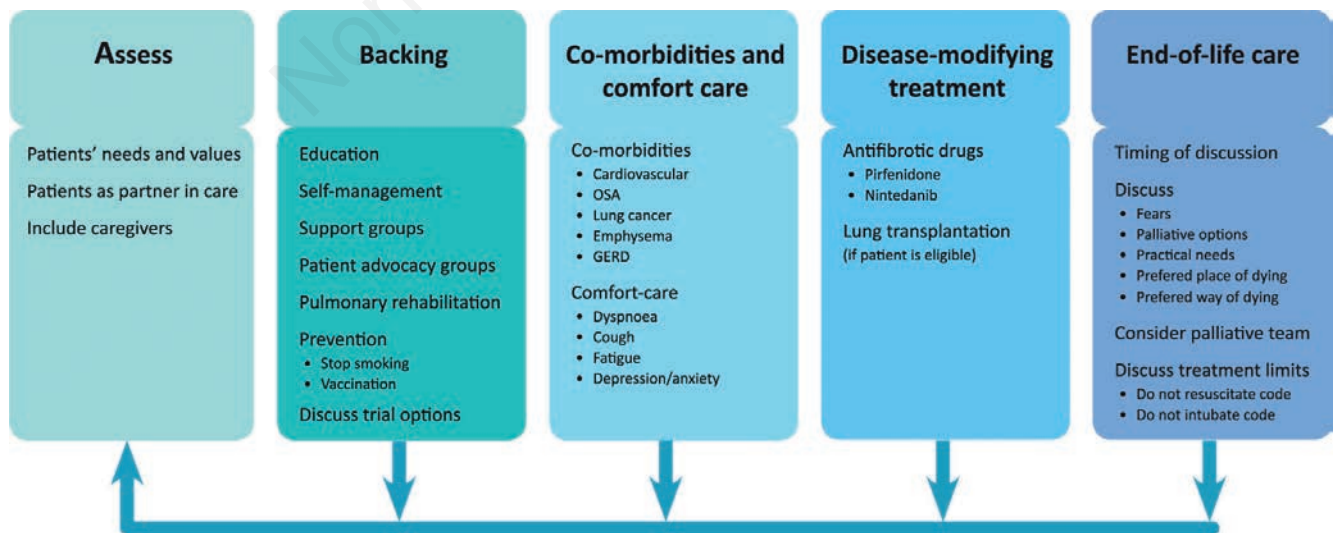 Assess
Patients' needs and values
Patients as partner in care
Include caregivers
Backing
Education
Self-management
Support groups
Patient advocacy groups
Pulmonary rehabilitation
Prevention
• Stop smoking
• Vaccination
Discuss trial options
Co-morbidities and
comfort care
Co-morbidities
• Cardiovascular
• OSA
• Lung cancer
• Emphysema
• GERD
Comfort-care
• Dyspnoea
• Cough
• Fatigue
• Depression/anxiety
Disease-modifying
treatment
Antifibrotic drugs
• Pirfenidone
• Nintedanib
Lung transplantation
(if patient is eligible)
End-of-life care
Timing of discussion
Discuss
• Fears
• Palliative options
• Practical needs
• Prefered place of dying
• Prefered way of dying
Consider palliative team
Discuss treatment limits
• Do not resuscitate code
• Do not intubate code